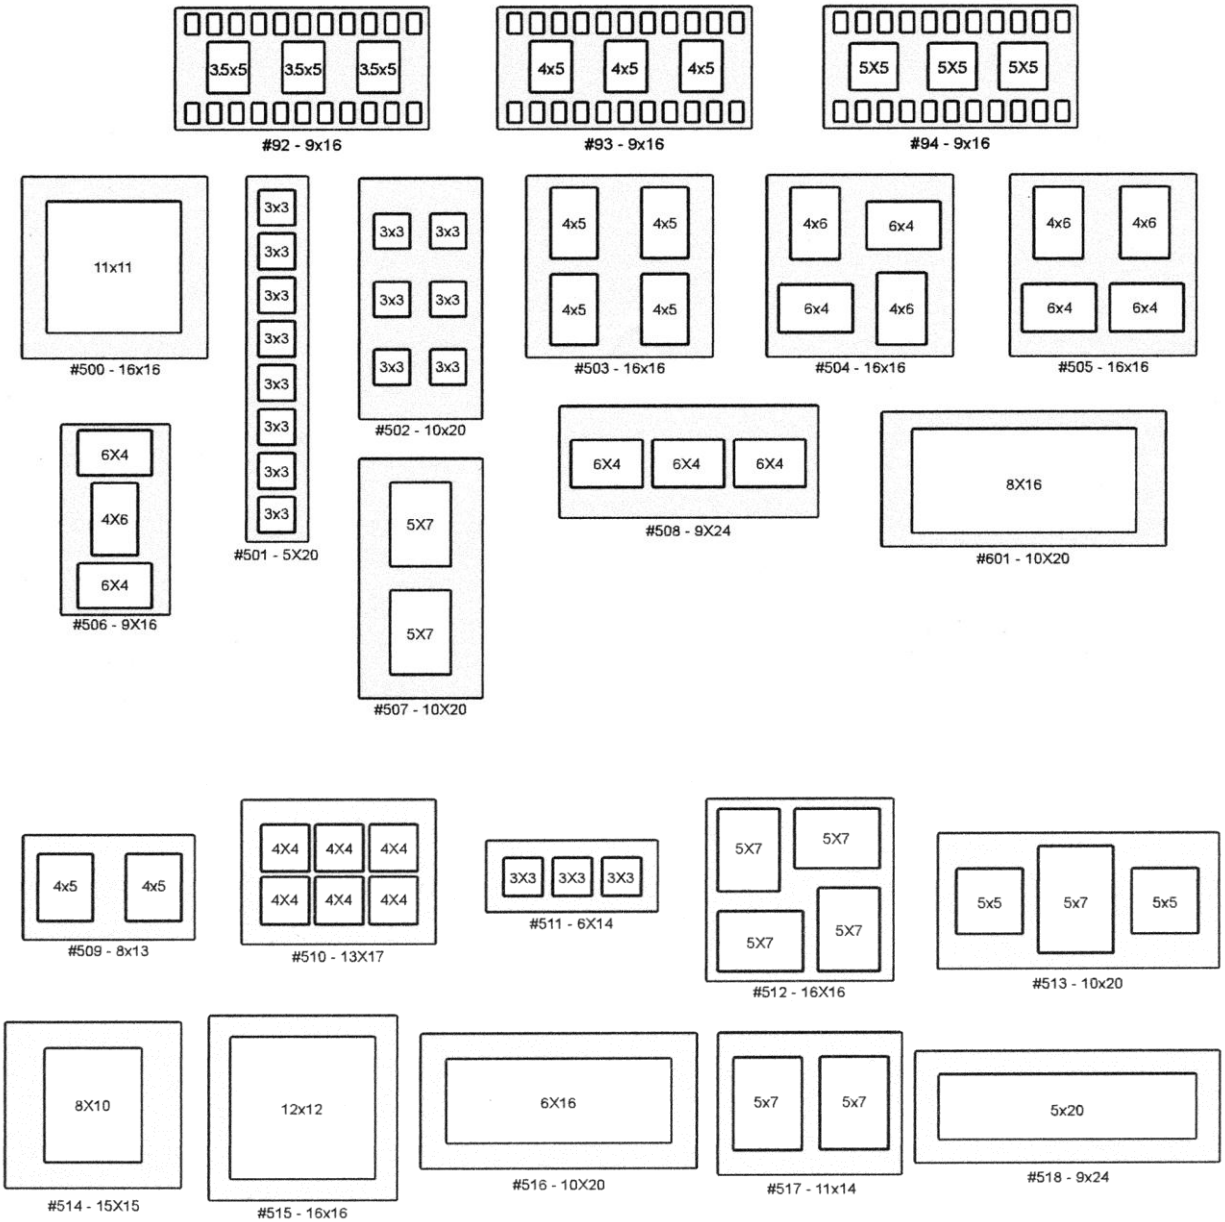 3.5x5 3.5x5 3.5x5
#92 - 9x16
4x5 4x5 4x5
#93 - 9x16
5X5 5X5 5X5
#94 - 9x16
11x11
#500 - 16x16
3x3
3x3
3x3
3x3
3x3
3x3
3x3
3x3
#501 - 5X20
3x3 3x3
3x3 3x3
3x3 3x3
#502 - 10x20
4x5 4x5
4x5 4x5
#503 - 16x16
4x6 6x4
6x4 4x6
#504 - 16x16
4x6 4x6
6x4 6x4
#505 - 16x16
6X4
4X6
6X4
#506 - 9X16
5X7
5X7
#507 - 10X20
6X4 6X4 6X4
#508 - 9X24
8X16
#601 - 10X20
4x5 4x5
#509 - 8x13
4X4 4X4 4X4
4X4 4X4 4X4
#510 - 13X17
3X3 3X3 3X3
#511 - 6X14
5X7 5X7
5X7 5X7
#512 - 16X16
5x5 5x7 5x5
#513 - 10x20
8X10
#514 - 15X15
12x12
#515 - 16x16
6X16
#516 - 10X20
5x7 5x7
#517 - 11x14
5x20
#518 - 9x24